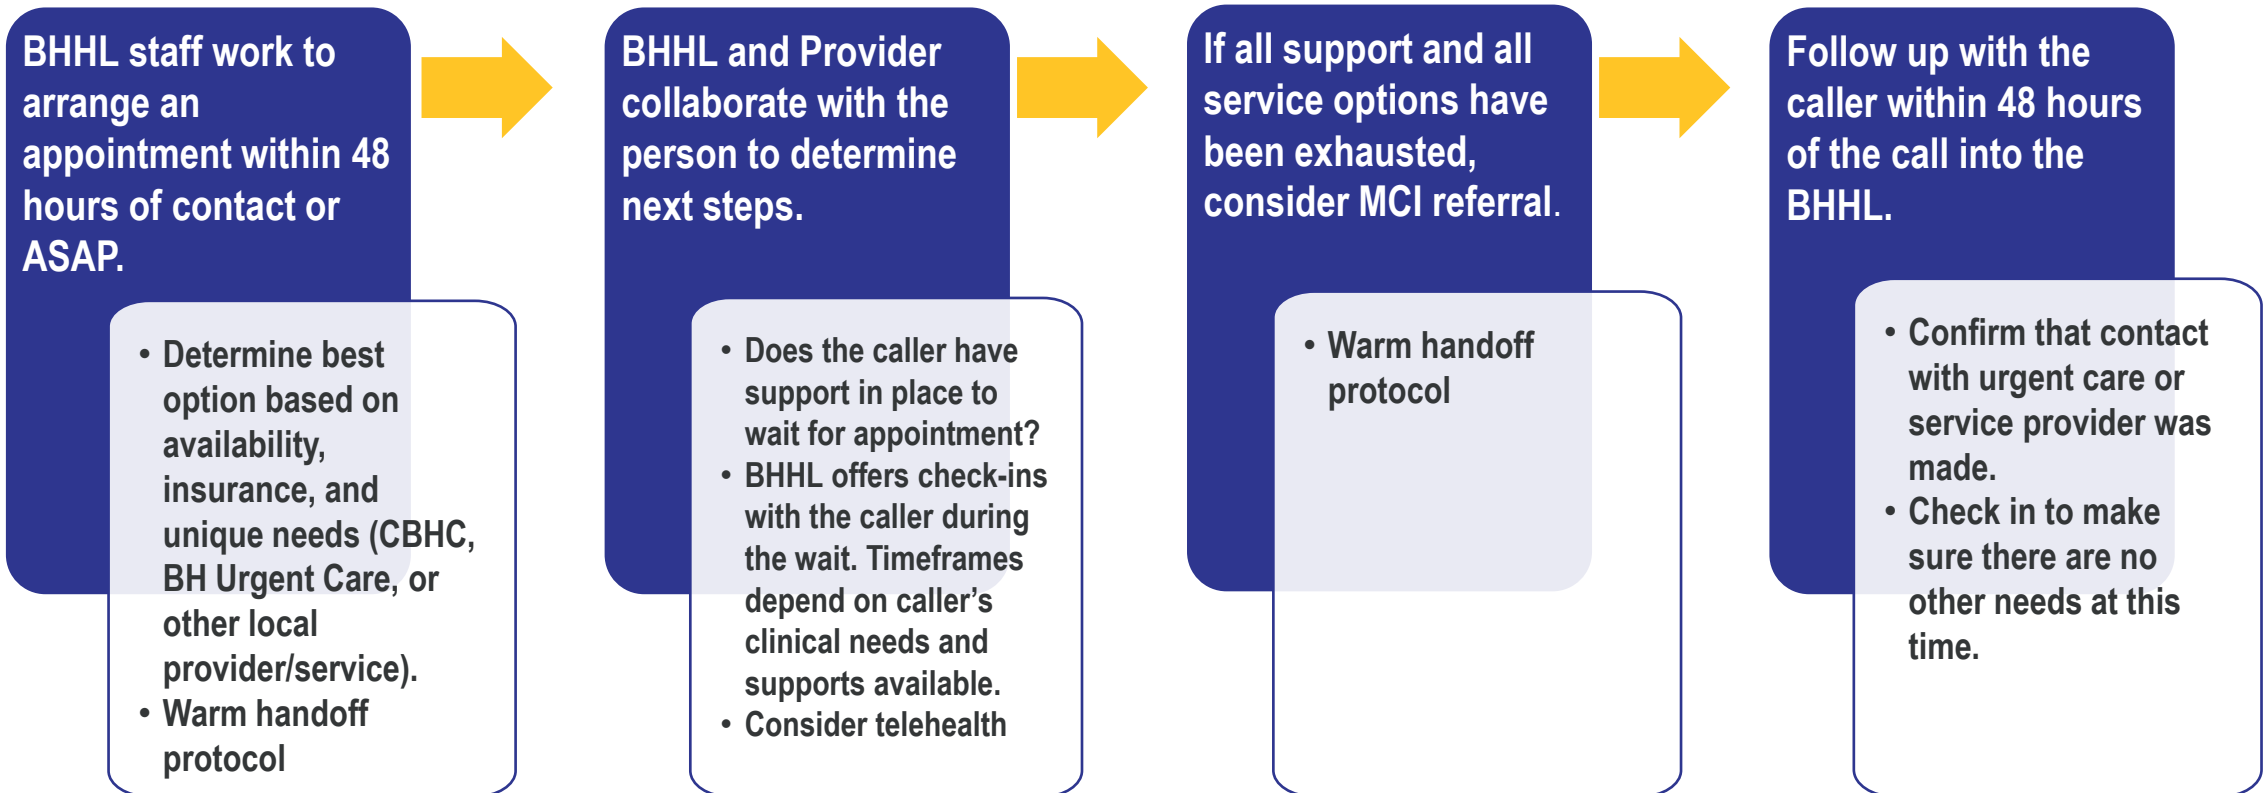 BHHL staff work to
arrange an
appointment within 48
hours of contact or
ASAP.
• Determine best
option based on
availability,
insurance, and
unique needs (CBHC,
BH Urgent Care, or
other local
provider/service).
• Warm handoff
protocol
BHHL and Provider
collaborate with the
person to determine
next steps.
• Does the caller have
support in place to
wait for appointment?
• BHHL offers check-ins
with the caller during
the wait. Timeframes
depend on caller’s
clinical needs and
supports available.
• Consider telehealth
If all support and all
service options have
been exhausted,
consider MCI referral.
• Warm handoff
protocol
Follow up with the
caller within 48 hours
of the call into the
BHHL.
• Confirm that contact
with urgent care or
service provider was
made.
• Check in to make
sure there are no
other needs at this
time.